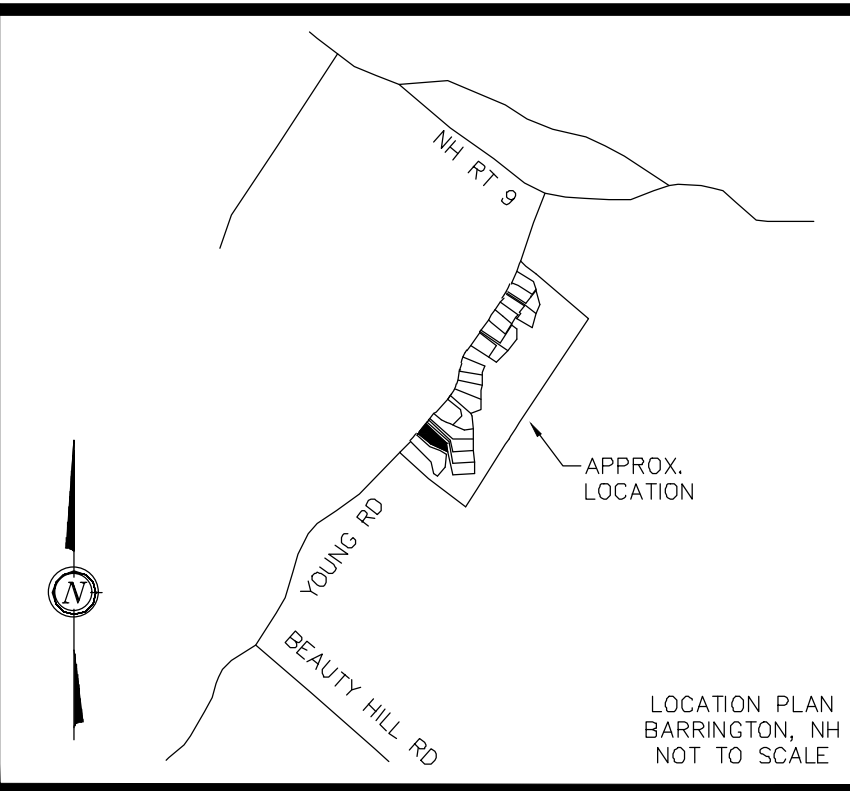 NH RT 9
APPROX.
LOCATION
YOUNG RD
N
BEAUTY HILL RD
LOCATION PLAN
BARRINGTON, NH
NOT TO SCALE